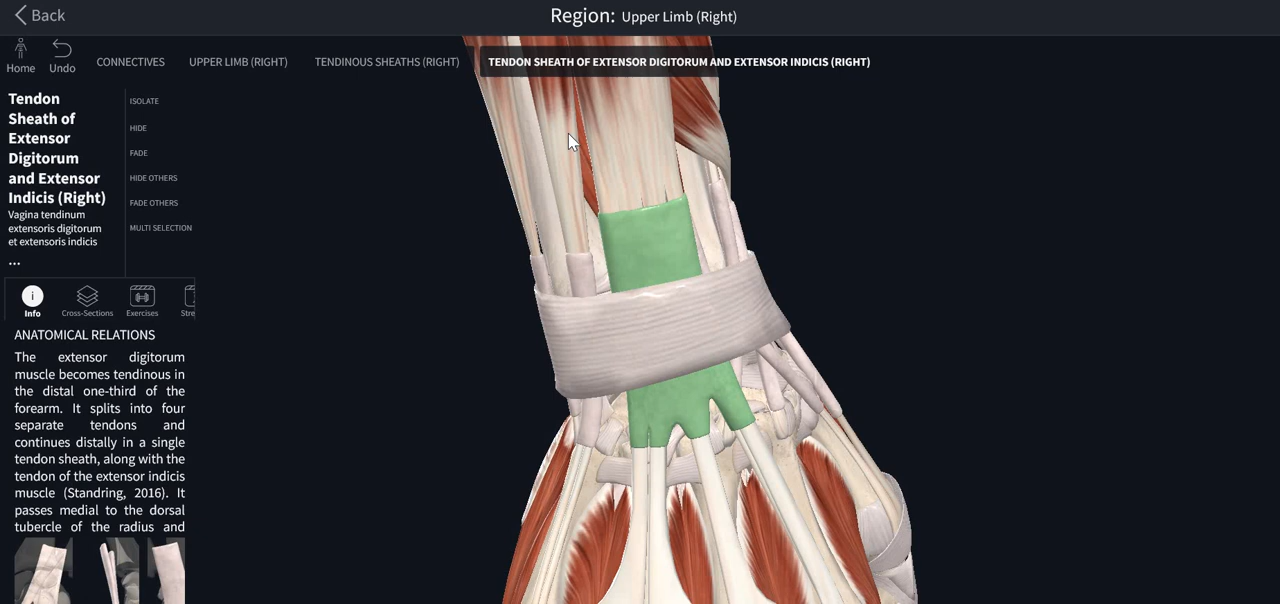 Back
Region: Upper Limb (Right)
Home
Undo
CONNECTIVES
UPPER LIMB (RIGHT)
TENDINOUS SHEATHS (RIGHT)
TENDON SHEATH OF EXTENSOR DIGITORUM AND EXTENSOR INDICIS (RIGHT)
Tendon
Sheath of
Extensor
Digitorum
and Extensor
Indicis (Right)
Vagina tendinum
extensoris digitorum
et extensoris indicis
...
ISOLATE
HIDE
FADE
HIDE OTHERS
FADE OTHERS
MULTI SELECTION
i
Info
Cross-Sections
Exercises
Stre
ANATOMICAL RELATIONS
The extensor digitorum
muscle becomes tendinous in
the distal one-third of the
forearm. It splits into four
separate tendons and
continues distally in a single
tendon sheath, along with the
tendon of the extensor indicis
muscle (Standring, 2016). It
passes medial to the dorsal
tubercle of the radius and